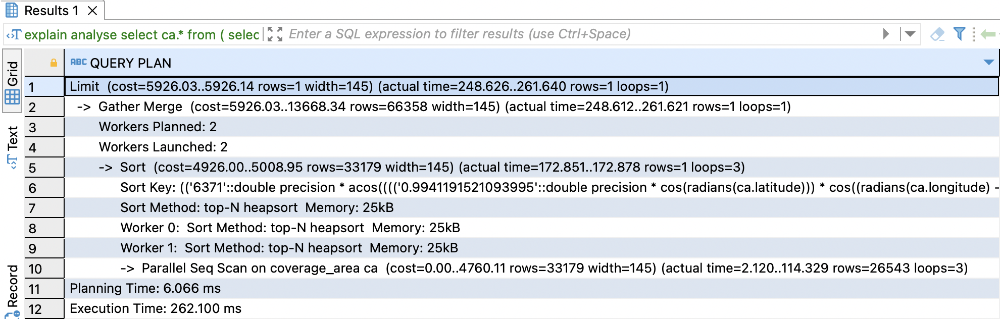 Results 1
explain analyse select ca.* from ( selec
Enter a SQL expression to filter results (use Ctrl+Space)
Grid
Text
Record
ABC QUERY PLAN
1 Limit  (cost=5926.03..5926.14 rows=1 width=145) (actual time=248.626..261.640 rows=1 loops=1)
2 ->  Gather Merge  (cost=5926.03..13668.34 rows=66358 width=145) (actual time=248.612..261.621 rows=1 loops=1)
3 Workers Planned: 2
4 Workers Launched: 2
5 ->  Sort  (cost=4926.00..5008.95 rows=33179 width=145) (actual time=172.851..172.878 rows=1 loops=3)
6 Sort Key: (('6371'::double precision * acos(((('0.9941191521093995'::double precision * cos(radians(ca.latitude))) * cos((radians(ca.longitude) -
7 Sort Method: top-N heapsort  Memory: 25kB
8 Worker 0:  Sort Method: top-N heapsort  Memory: 25kB
9 Worker 1:  Sort Method: top-N heapsort  Memory: 25kB
10 ->  Parallel Seq Scan on coverage_area ca  (cost=0.00..4760.11 rows=33179 width=145) (actual time=2.120..114.329 rows=26543 loops=3)
11 Planning Time: 6.066 ms
12 Execution Time: 262.100 ms